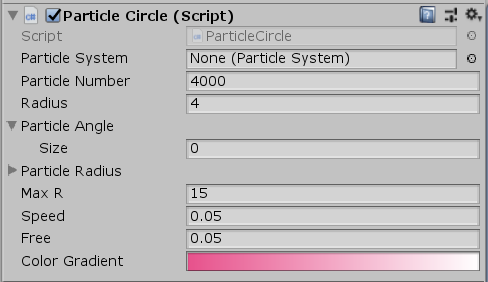 Particle Circle (Script)
Script ParticleCircle
Particle System None (Particle System)
Particle Number 4000
Radius 4
Particle Angle
Size 0
Particle Radius
Max R 15
Speed 0.05
Free 0.05
Color Gradient